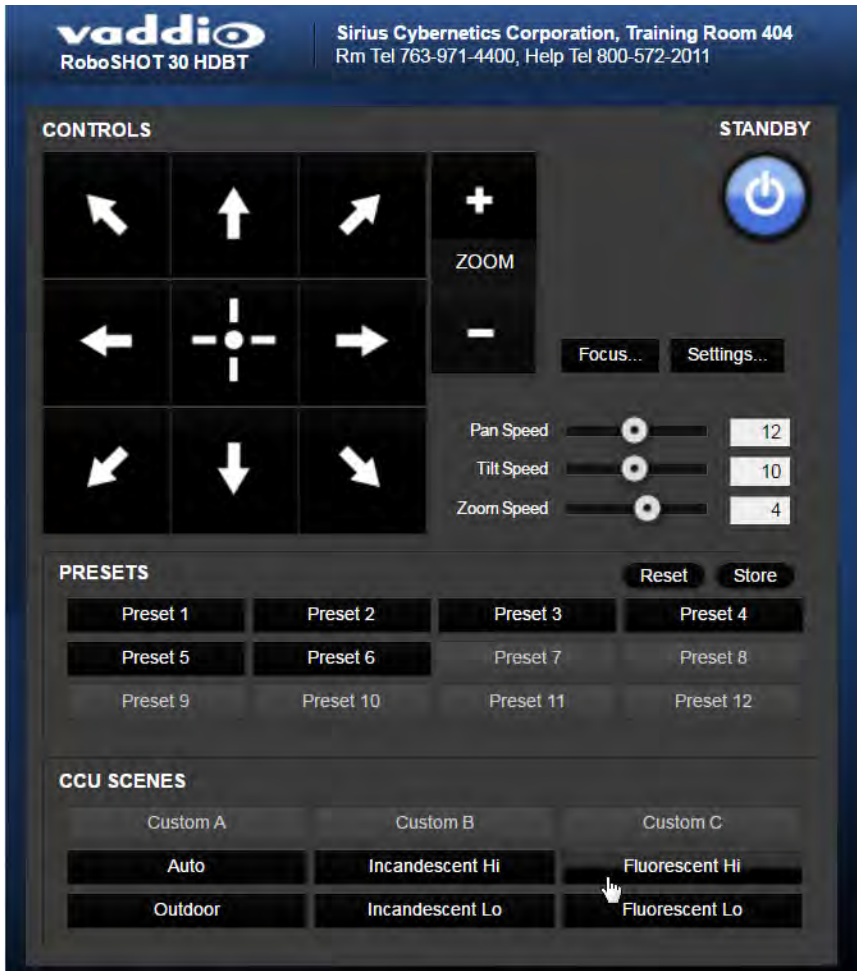 vaddio
RoboSHOT 30 HDBT
Sirius Cybernetics Corporation, Training Room 404
Rm Tel 763-971-4400, Help Tel 800-572-2011
CONTROLS
STANDBY
+
ZOOM
-
Focus...
Settings...
Pan Speed 12
Tilt Speed 10
Zoom Speed 4
PRESETS
Reset
Store
Preset 1 Preset 2 Preset 3 Preset 4
Preset 5 Preset 6 Preset 7 Preset 8
Preset 9 Preset 10 Preset 11 Preset 12
CCU SCENES
Custom A Custom B Custom C
Auto Incandescent Hi Fluorescent Hi
Outdoor Incandescent Lo Fluorescent Lo